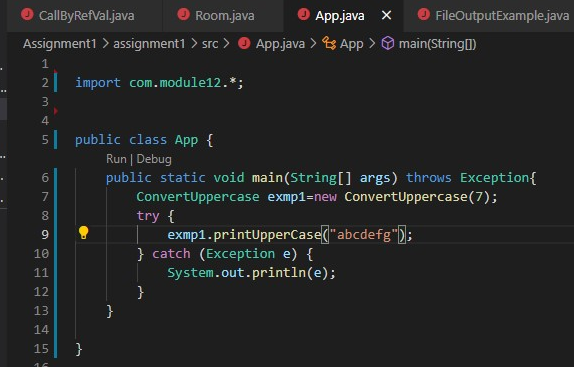 CallByRefVal.java Room.java App.java FileOutputExample.java
Assignment1 > assignment1 > src > App.java > App > main(String[])
1
2 import com.module12.*;
3
4
5 public class App {
Run | Debug
6 public static void main(String[] args) throws Exception{
7 ConvertUppercase exmp1=new ConvertUppercase(7);
8 try {
9 exmp1.printUpperCase("abcdefg");
10 } catch (Exception e) {
11 System.out.println(e);
12 }
13 }
14
15 }
16